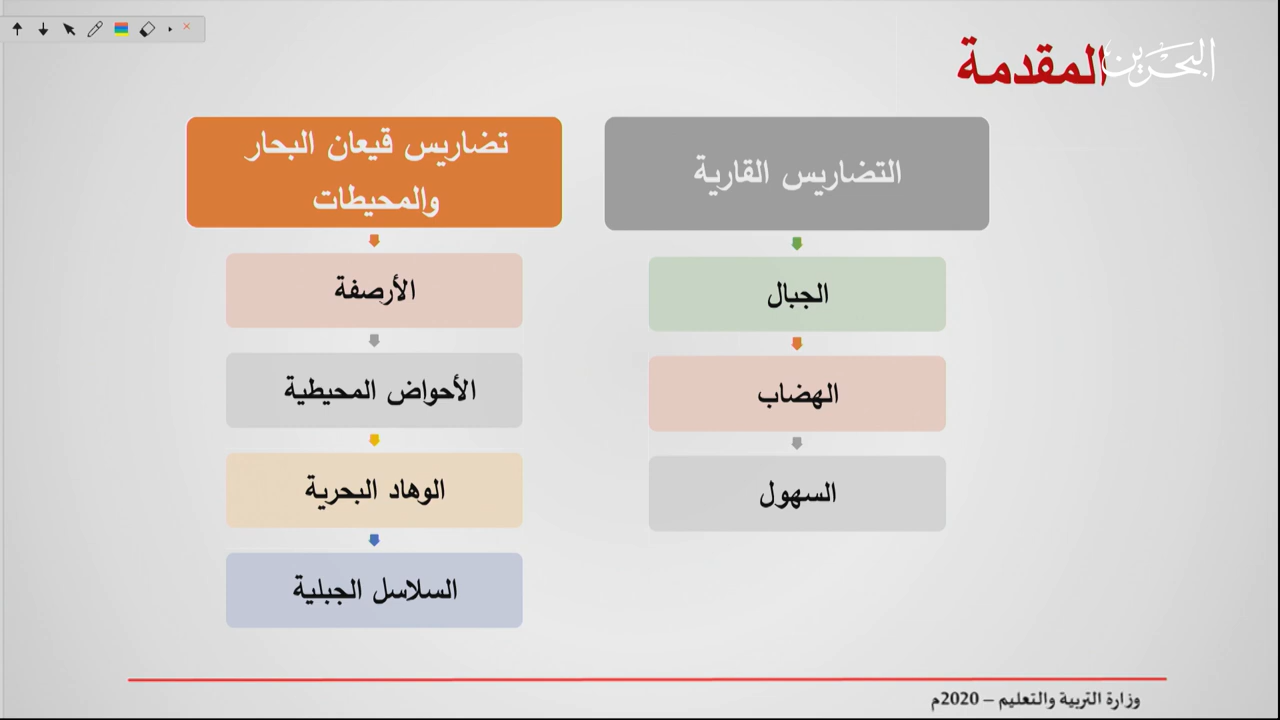 البحرين
المقدمة
التضاريس القارية
الجبال
الهضاب
السهول
تضاريس قيعان البحار
والمحيطات
الأرصفة
الأحواض المحيطية
الوهاد البحرية
السلاسل الجبلية
وزارة التربية والتعليم – 2020م